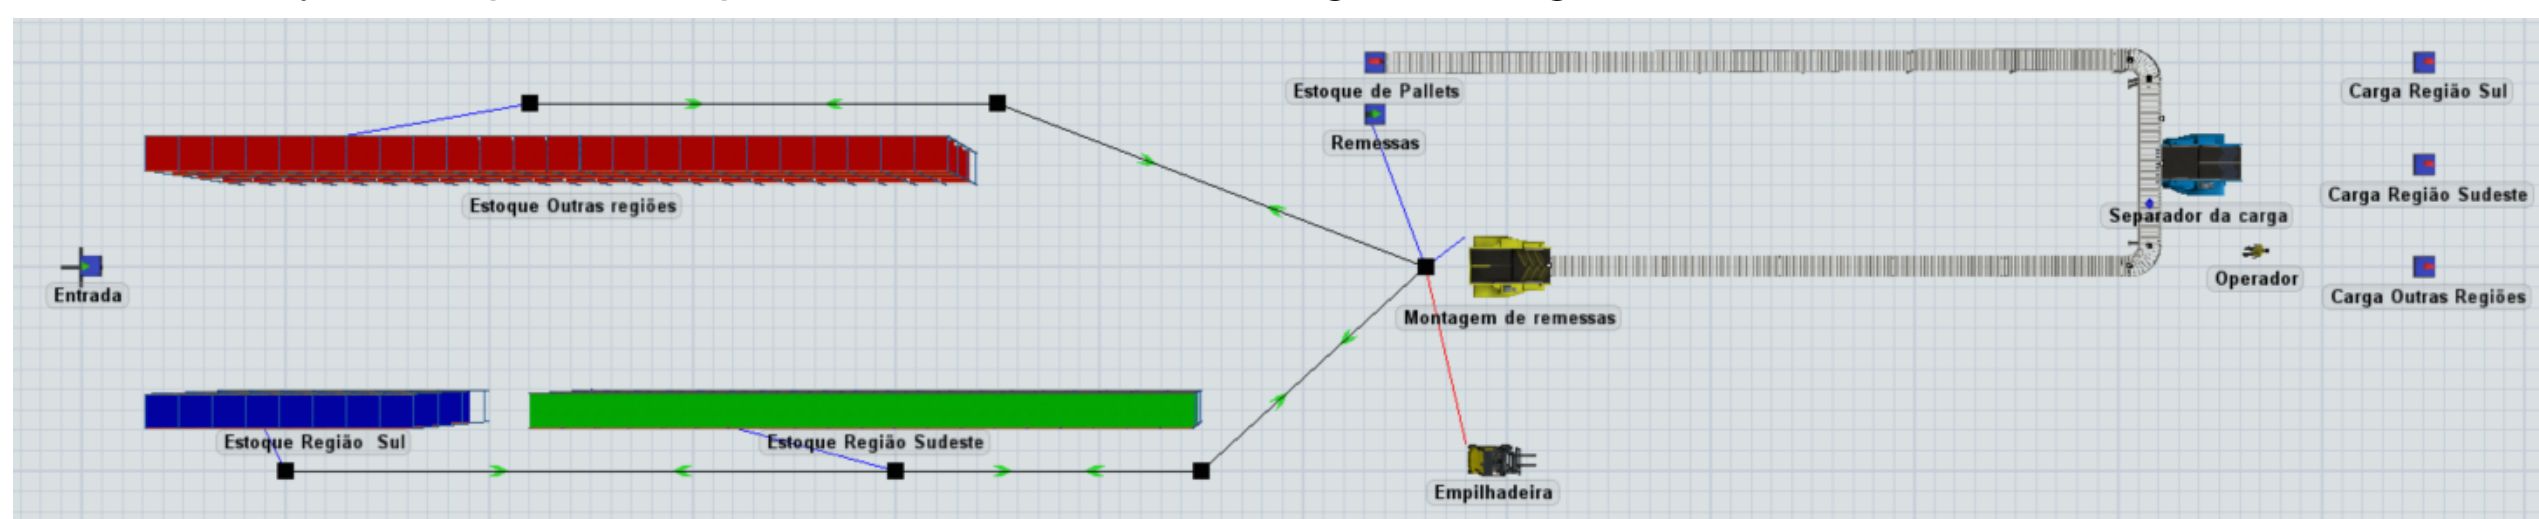 Estoque de Pallets
Carga Região Sul
Remessas
Estoque Outras regiões
Carga Região Sudeste
Separador da carga
Entrada
Operador
Carga Outras Regiões
Montagem de remessas
Estoque Região Sul
Estoque Região Sudeste
Empilhadeira